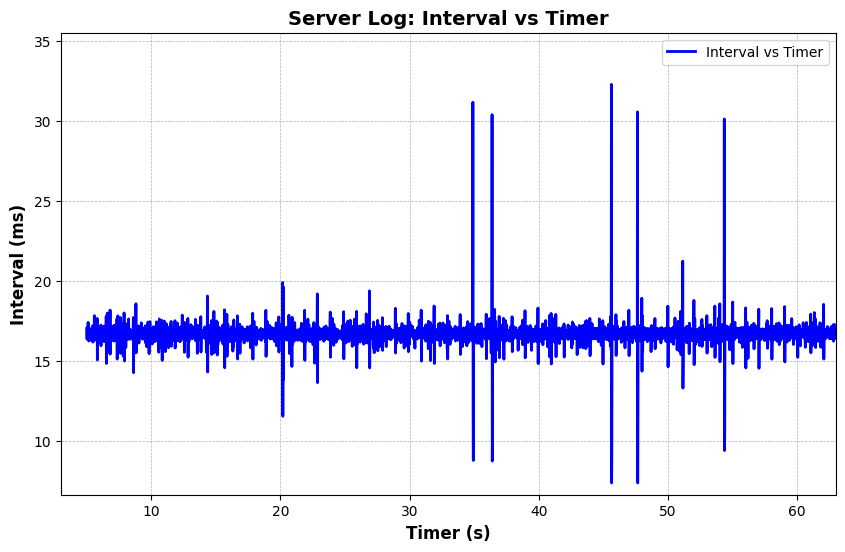 Server Log: Interval vs Timer
Interval vs Timer
35
30
25
20
15
10
Interval (ms)
10 20 30 40 50 60
Timer (s)